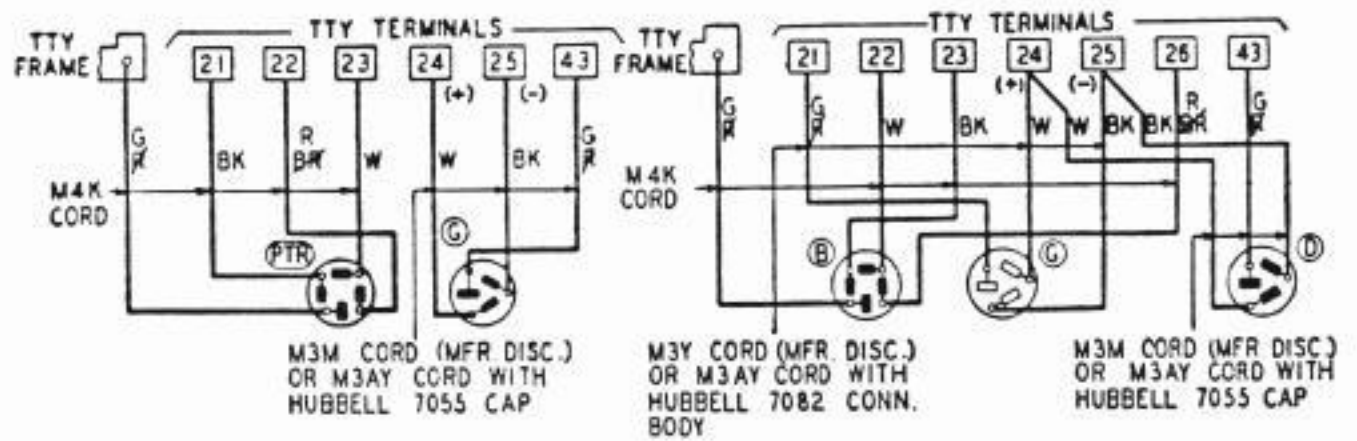 TTY FRAME
TTY TERMINALS
21 22 23 24 25 43
(+) (-)
G
R
BK
R
BR
W
W
BK
G
R
M4K CORD
PTR
G
M3M CORD (MFR. DISC.)
OR M3AY CORD WITH
HUBBELL 7055 CAP
TTY FRAME
TTY TERMINALS
21 22 23 24 25 26 43
(+) (-)
G
R
G
R
W
BK
W
W
BK
BK
R
BR
G
R
M4K CORD
B
G
D
M3Y CORD (MFR. DISC.)
OR M3AY CORD WITH
HUBBELL 7082 CONN.
BODY
M3M CORD (MFR DISC.)
OR M3AY CORD WITH
HUBBELL 7055 CAP